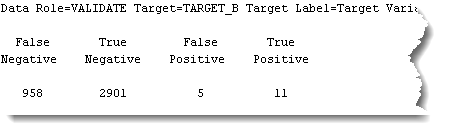 Data Role=VALIDATE Target=TARGET_B Target Label=Target
False True False True
Negative Negative Positive Positive
958 2901 5 11